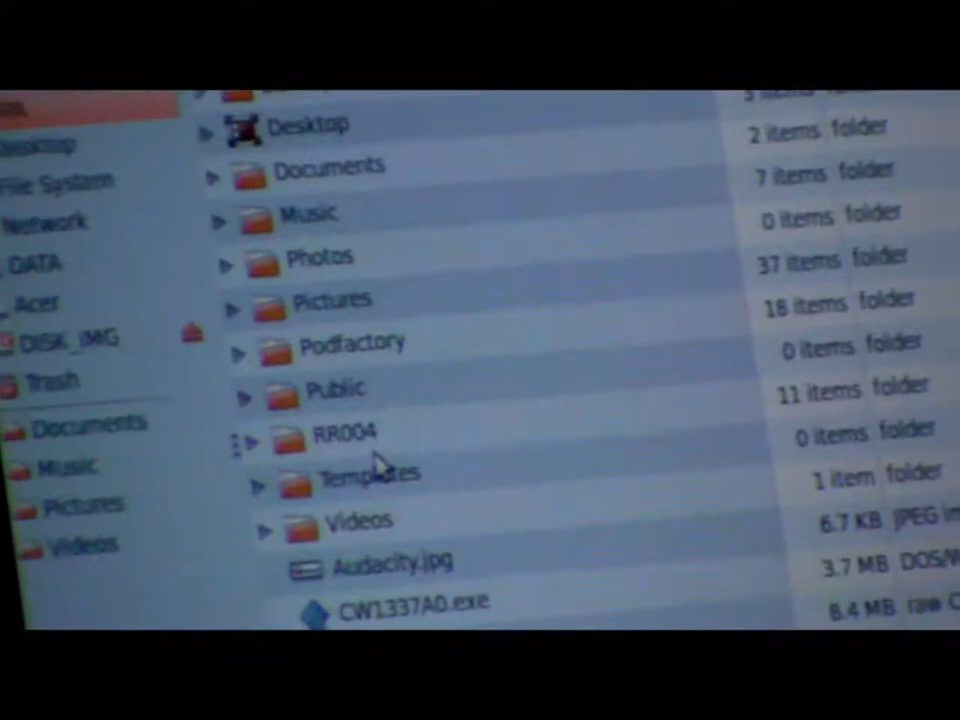 Desktop
File System
Network
DATA
Acer
DISK_IMG
Trash
Documents
Music
Pictures
Videos
Desktop 2 items folder
Documents 7 items folder
Music 0 items folder
Photos 37 items folder
Pictures 18 items folder
Podfactory 0 items folder
Public 11 items folder
RR004 0 items folder
Templates 1 item folder
Videos 6.7 KB JPEG
Audacity.jpg 3.7 MB DOS/
CW1337A0.exe 8.4 MB raw